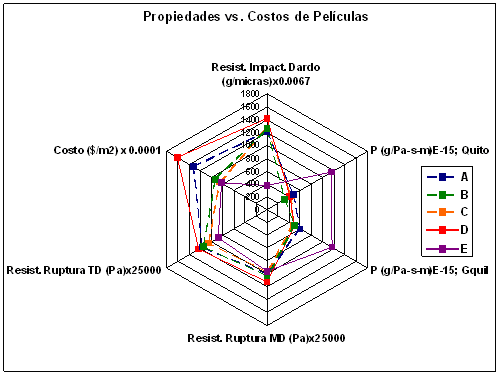 Propiedades vs. Costos de Películas
Resist. Impact. Dardo
(g/micras)x0.0067
1800
1600
1400
1200
1000
800
600
400
200
0
Costo ($/m2) x 0.0001
P (g/Pa-s-m)E-15; Quito
A
B
C
D
E
Resist. Ruptura TD (Pa)x25000
P (g/Pa-s-m)E-15; Gquil
Resist. Ruptura MD (Pa)x25000